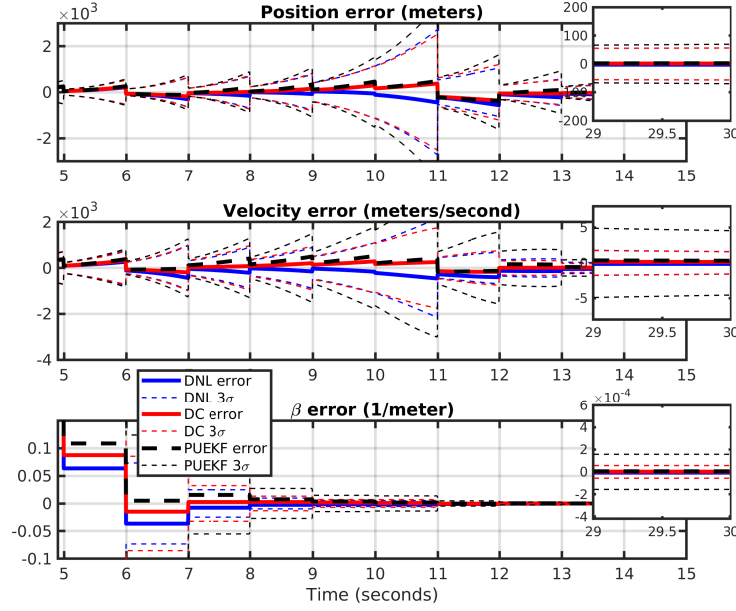 Position error (meters)
×10³
2
0
-2
5 6 7 8 9 10 11 12 13 14 15
200
100
0
-100
-200
29 29.5 30
Velocity error (meters/second)
×10³
2
0
-2
-4
5 6 7 8 9 10 11 12 13 14 15
5
0
-5
29 29.5 30
β error (1/meter)
0.1
0.05
0
-0.05
-0.1
5 6 7 8 9 10 11 12 13 14 15
Time (seconds)
DNL error
DNL 3σ
DC error
DC 3σ
PUEKF error
PUEKF 3σ
×10⁻⁴
6
4
2
0
-2
-4
29 29.5 30